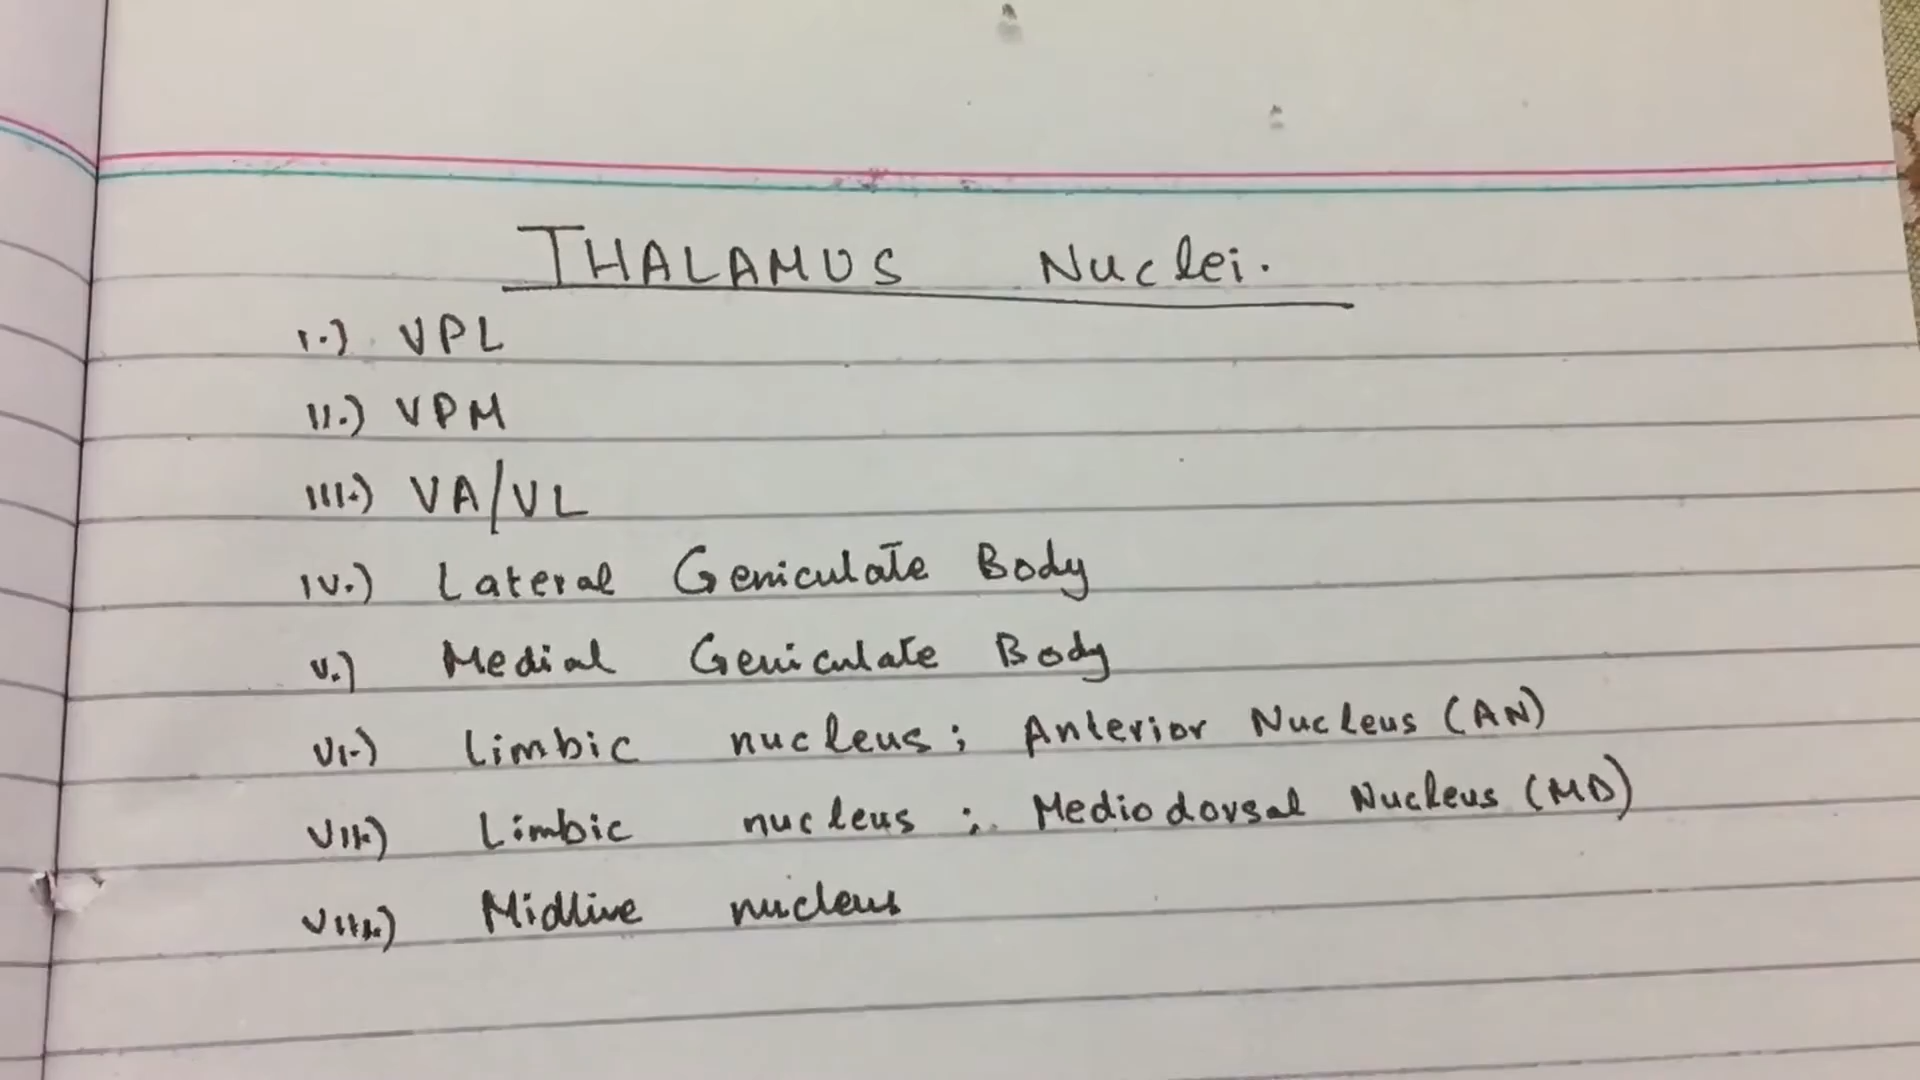 THALAMUS Nuclei.
i.) VPL
ii.) VPM
iii.) VA/VL
iv.) Lateral Geniculate Body
v.) Medial Geniculate Body
vi.) Limbic nucleus; Anterior Nucleus (AN)
vii.) Limbic nucleus; Mediodorsal Nucleus (MD)
viii.) Midline nucleus